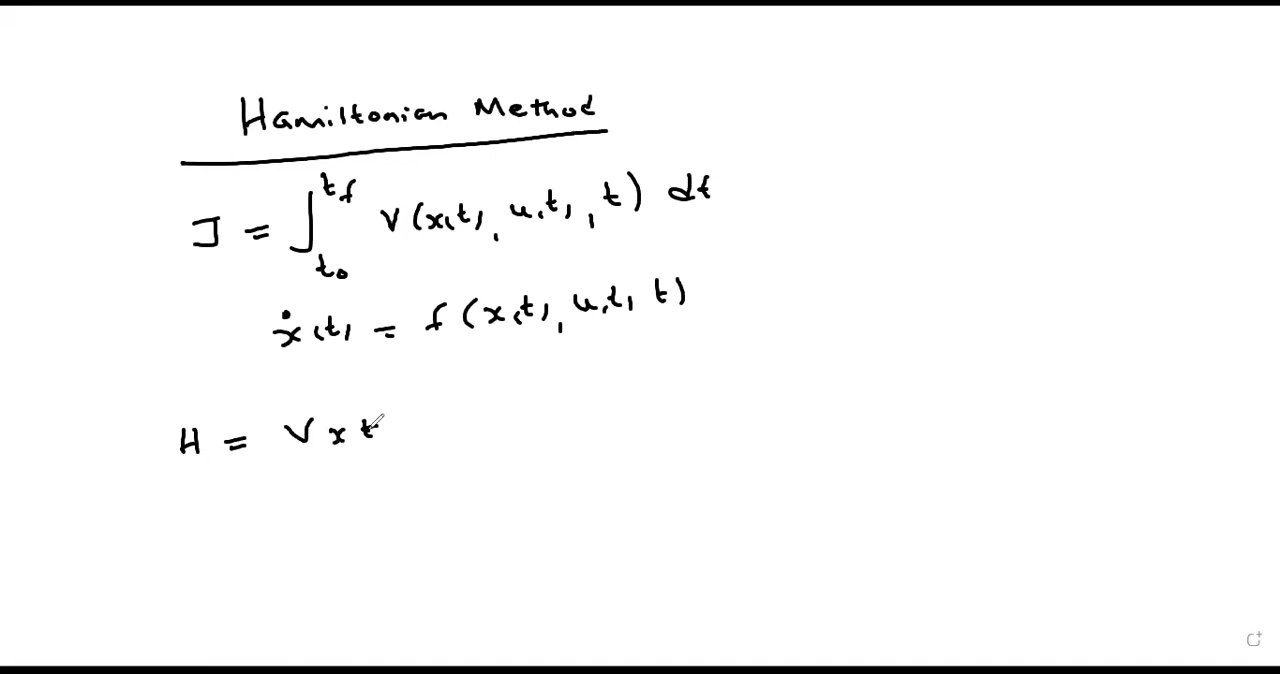 Hamiltonian Method
J = ∫_{t₀}^{t_f} V(x(t), u(t), t) dt
ẋ(t) = f(x(t), u(t) t)
H = V x t